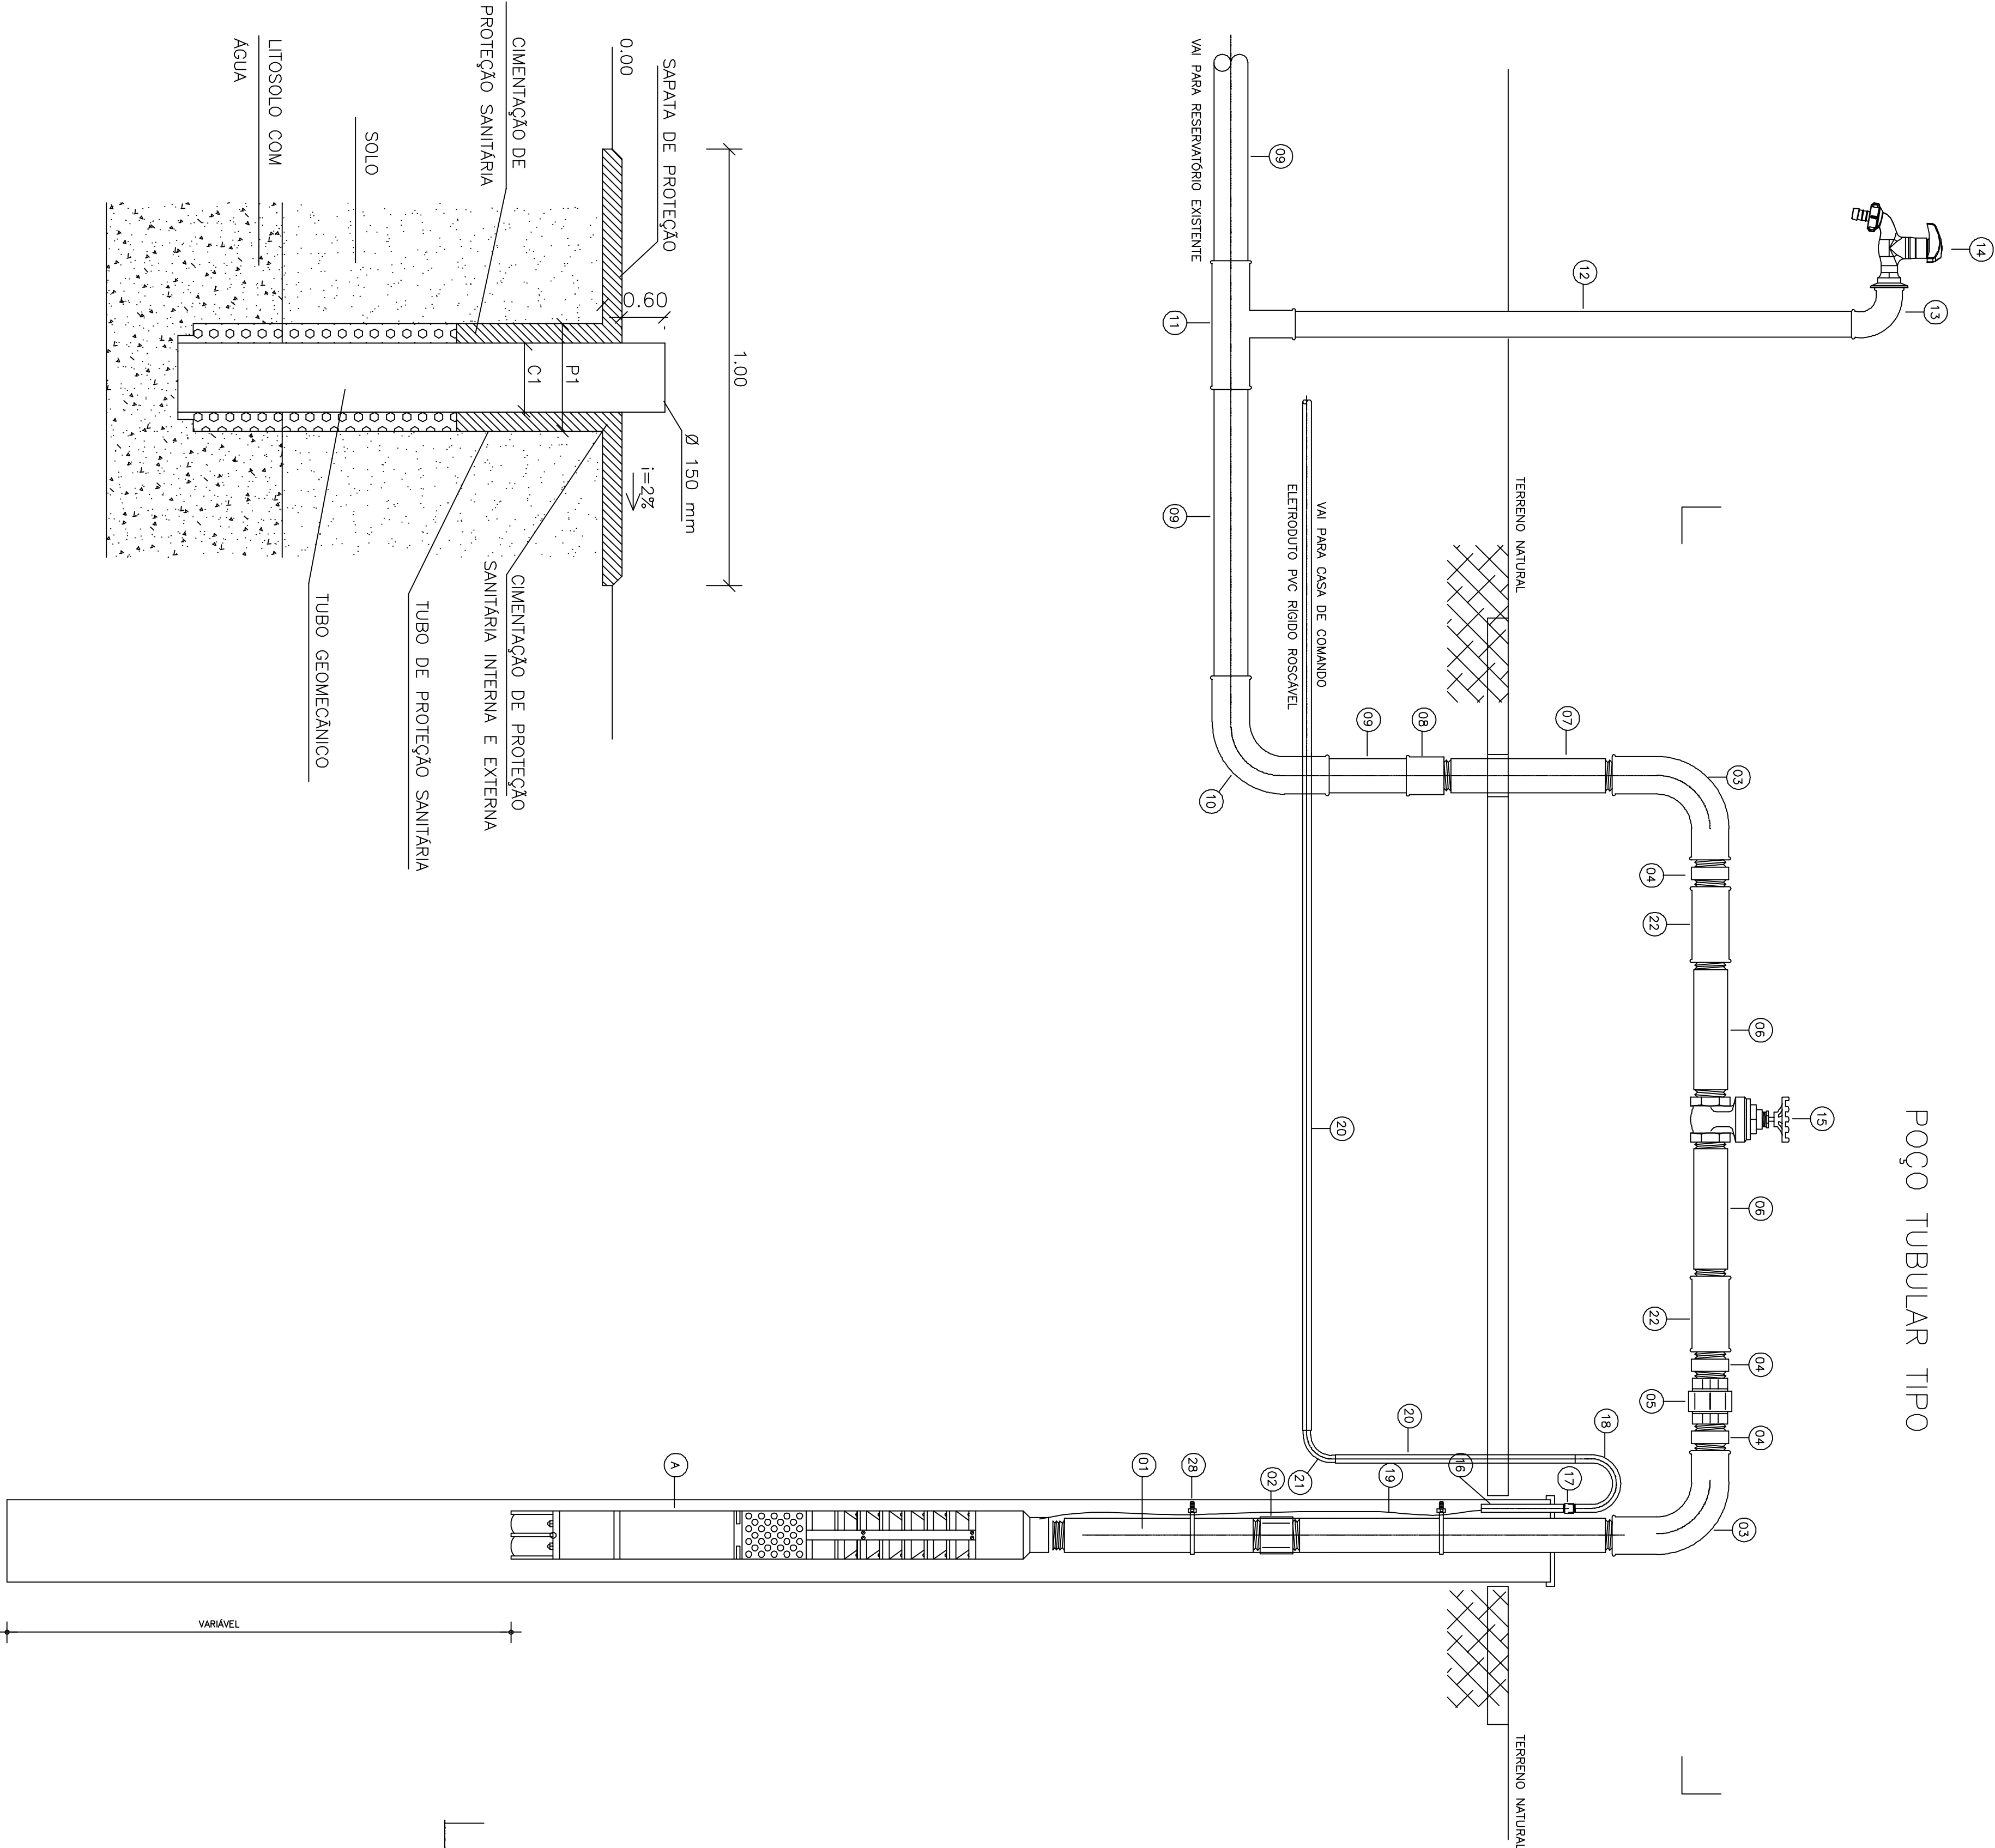 POÇO TUBULAR TIPO
14
13
12
09
VAI PARA RESERVATÓRIO EXISTENTE
11
09
10
09
08
07
03
04
22
06
15
06
22
04
05
04
03
TERRENO NATURAL
VAI PARA CASA DE COMANDO
ELETRODUTO PVC RÍGIDO ROSCÁVEL
20
20
21
18
17
16
19
28
02
01
A
TERRENO NATURAL
VARIÁVEL
1.00
Ø 150 mm
i=2%
0.60
SAPATA DE PROTEÇÃO
0.00
P1
C1
CIMENTAÇÃO DE
PROTEÇÃO SANITÁRIA
SOLO
LITOSOLO COM
ÁGUA
CIMENTAÇÃO DE PROTEÇÃO
SANITÁRIA INTERNA E EXTERNA
TUBO DE PROTEÇÃO SANITÁRIA
TUBO GEOMECÂNICO